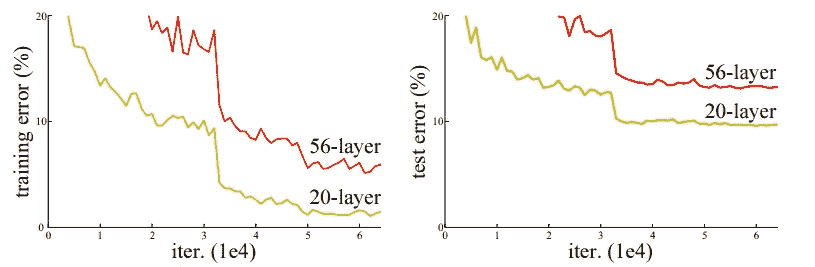 training error (%)
20
10
0
56-layer
20-layer
0 1 2 3 4 5 6
iter. (1e4)
test error (%)
20
10
0
56-layer
20-layer
0 1 2 3 4 5 6
iter. (1e4)